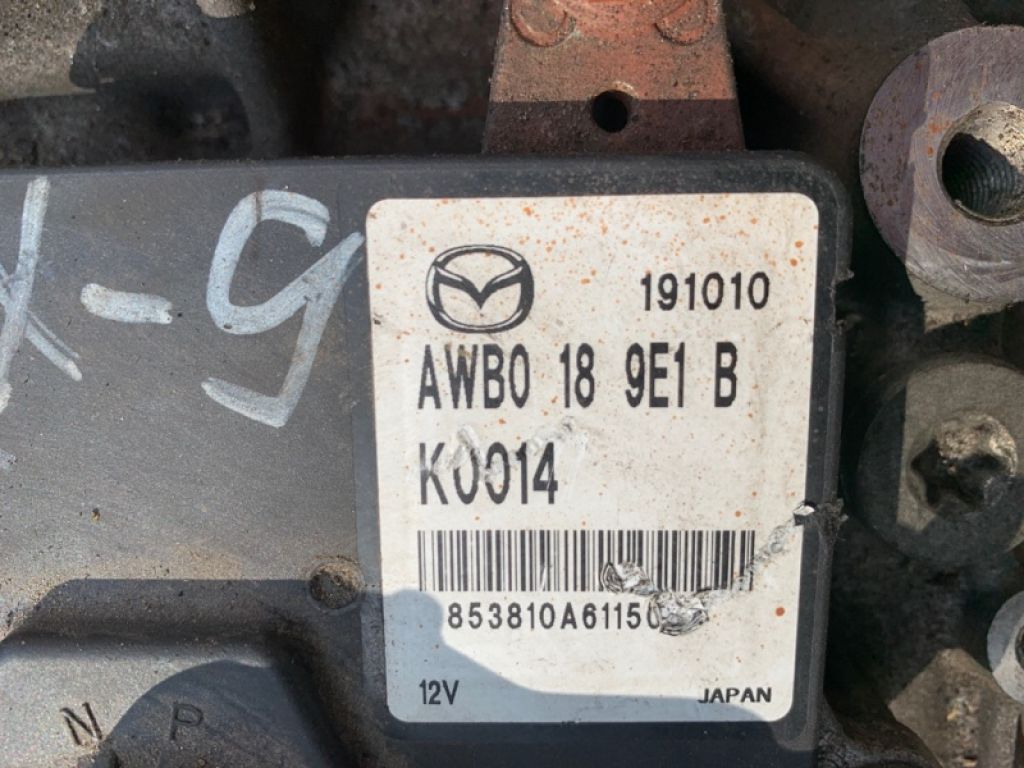 191010
AWB0 18 9E1 B
K0014
853810A6115
12V
JAPAN
N P